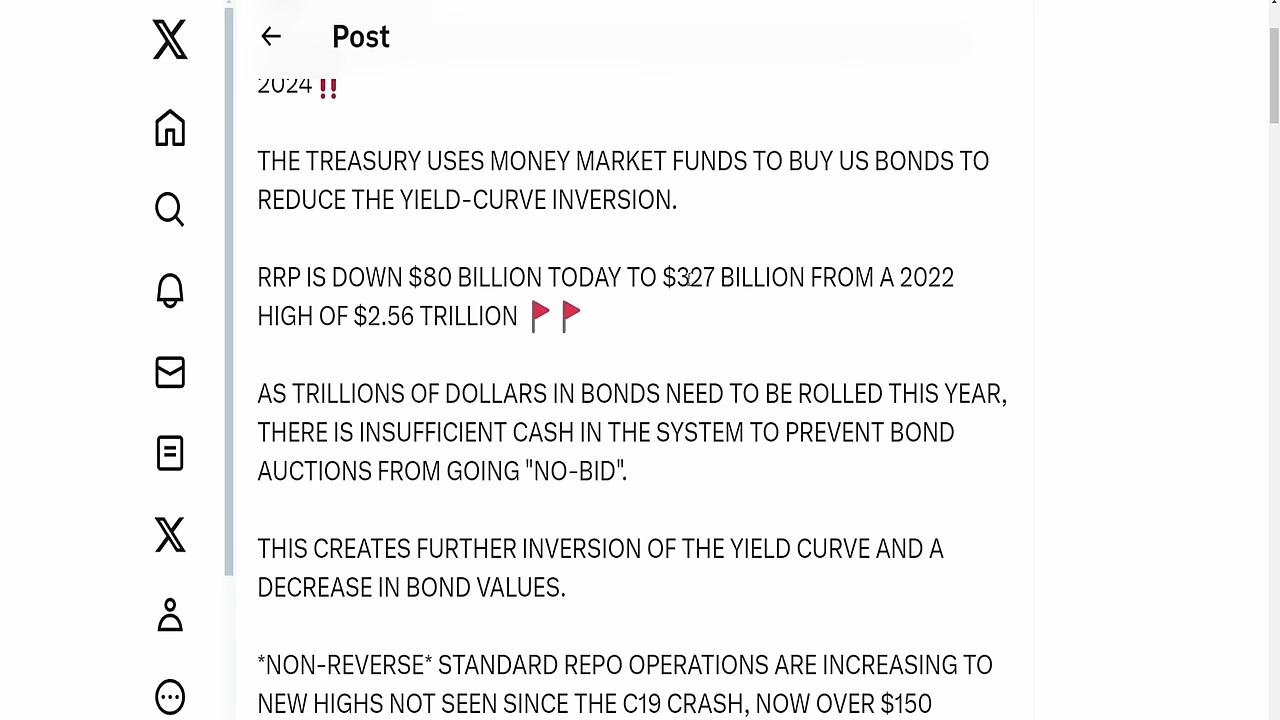 Post
2024 ‼
THE TREASURY USES MONEY MARKET FUNDS TO BUY US BONDS TO
REDUCE THE YIELD-CURVE INVERSION.
RRP IS DOWN $80 BILLION TODAY TO $327 BILLION FROM A 2022
HIGH OF $2.56 TRILLION 🚩🚩
AS TRILLIONS OF DOLLARS IN BONDS NEED TO BE ROLLED THIS YEAR,
THERE IS INSUFFICIENT CASH IN THE SYSTEM TO PREVENT BOND
AUCTIONS FROM GOING "NO-BID".
THIS CREATES FURTHER INVERSION OF THE YIELD CURVE AND A
DECREASE IN BOND VALUES.
*NON-REVERSE* STANDARD REPO OPERATIONS ARE INCREASING TO
NEW HIGHS NOT SEEN SINCE THE C19 CRASH, NOW OVER $150